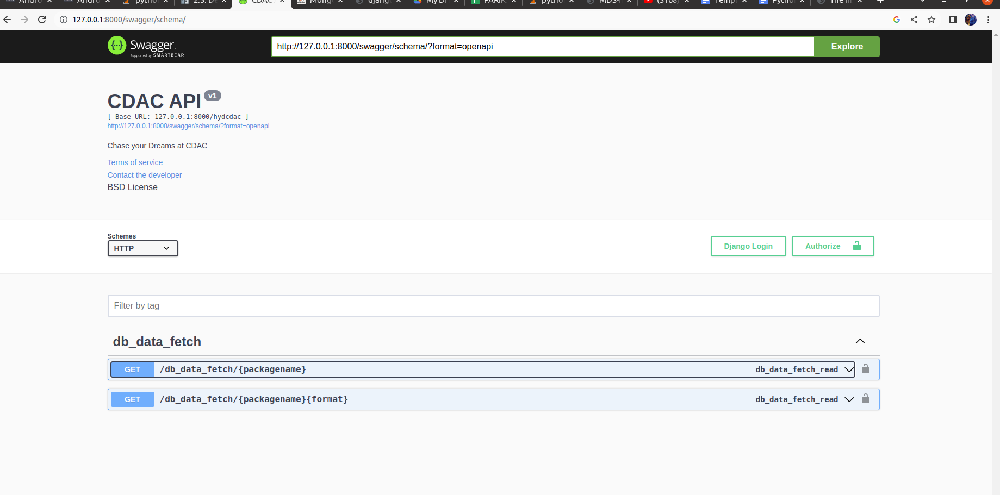 127.0.0.1:8000/swagger/schema/
Swagger
Supported by SMARTBEAR
http://127.0.0.1:8000/swagger/schema/?format=openapi
Explore
CDAC API v1
[ Base URL: 127.0.0.1:8000/hydcdac ]
http://127.0.0.1:8000/swagger/schema/?format=openapi
Chase your Dreams at CDAC
Terms of service
Contact the developer
BSD License
Schemes
HTTP
Django Login
Authorize
Filter by tag
db_data_fetch
GET /db_data_fetch/{packagename} db_data_fetch_read
GET /db_data_fetch/{packagename}{format} db_data_fetch_read